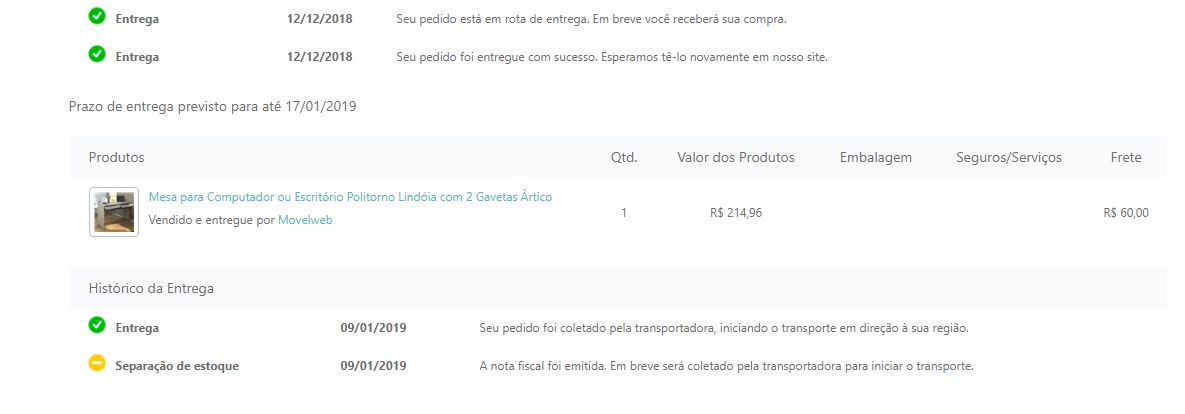 Entrega 12/12/2018 Seu pedido está em rota de entrega. Em breve você receberá sua compra.
Entrega 12/12/2018 Seu pedido foi entregue com sucesso. Esperamos tê-lo novamente em nosso site.
Prazo de entrega previsto para até 17/01/2019
Produtos Qtd. Valor dos Produtos Embalagem Seguros/Serviços Frete
Mesa para Computador ou Escritório Politorno Lindóia com 2 Gavetas Ártico
Vendido e entregue por Movelweb
1 R$ 214,96 R$ 60,00
Histórico da Entrega
Entrega 09/01/2019 Seu pedido foi coletado pela transportadora, iniciando o transporte em direção à sua região.
Separação de estoque 09/01/2019 A nota fiscal foi emitida. Em breve será coletado pela transportadora para iniciar o transporte.